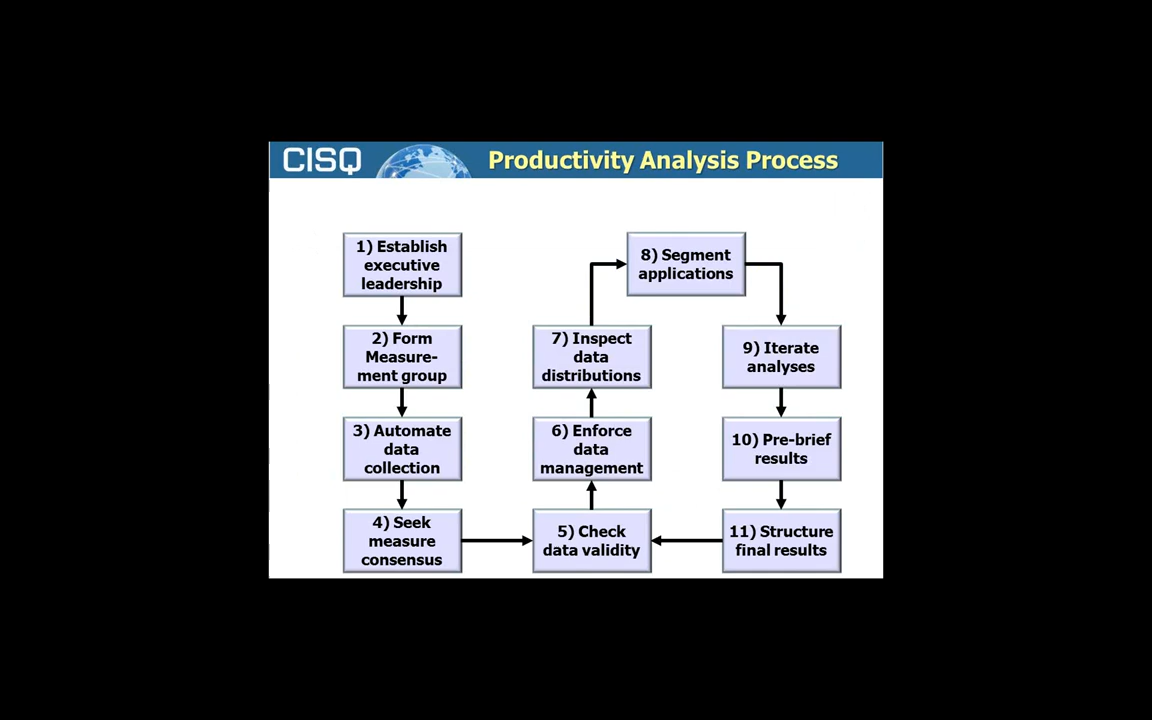 CISQ
Productivity Analysis Process
1) Establish
executive
leadership
2) Form
Measure-
ment group
3) Automate
data
collection
4) Seek
measure
consensus
5) Check
data validity
6) Enforce
data
management
7) Inspect
data
distributions
8) Segment
applications
9) Iterate
analyses
10) Pre-brief
results
11) Structure
final results